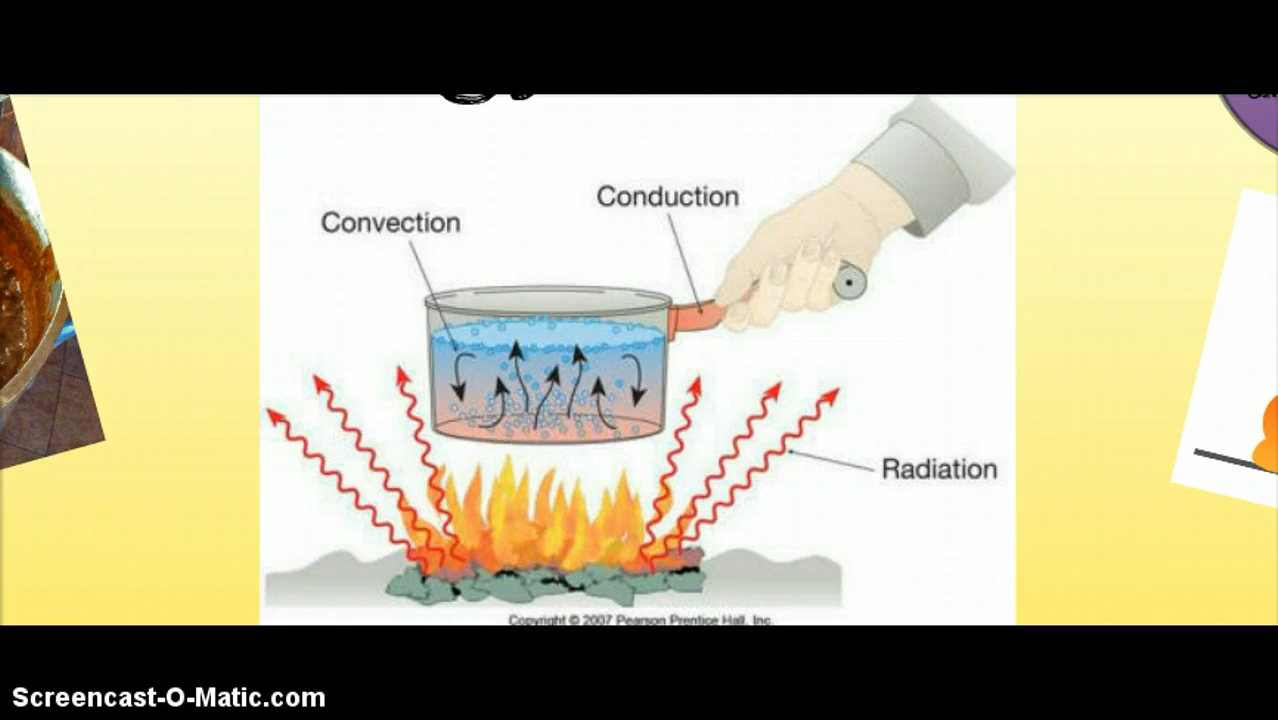 Conduction
Convection
Radiation
Copyright © 2007 Pearson Prentice Hall, Inc.
Screencast-O-Matic.com